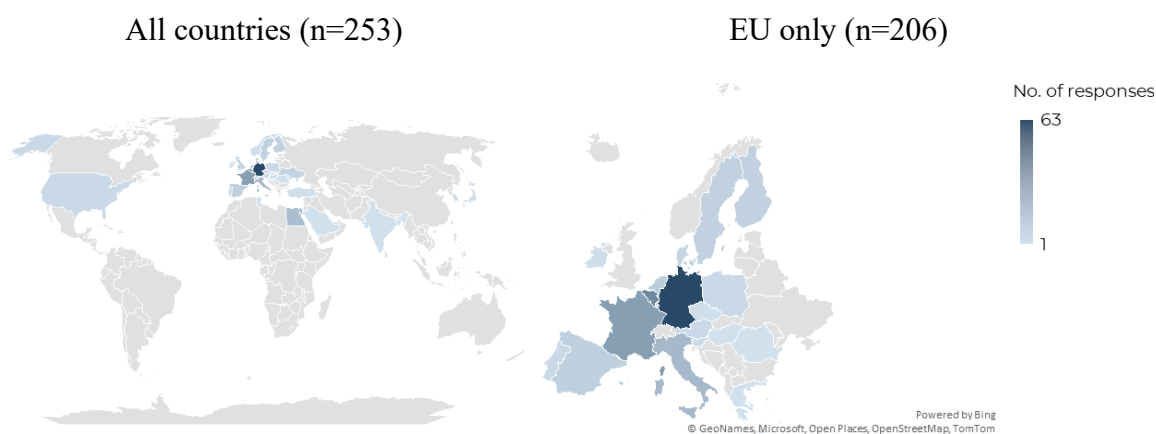 All countries (n=253)
EU only (n=206)
No. of responses
63
1
Powered by Bing
© GeoNames, Microsoft, Open Places, OpenStreetMap, TomTom